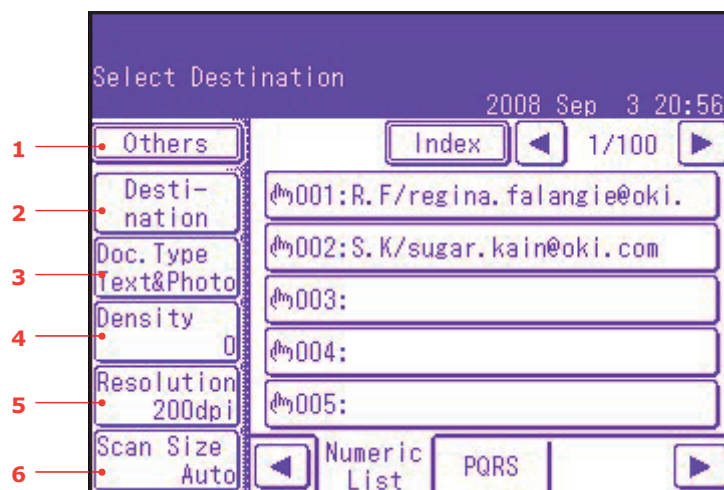 Select Destination
2008 Sep 3 20:56
1 Others
Index 1/100
2 Desti-
nation
001:R.F/regina.falangie@oki.
002:S.K/sugar.kain@oki.com
3 Doc.Type
Text&Photo
003:
4 Density
0
004:
5 Resolution
200dpi
005:
6 Scan Size
Auto
Numeric
List
PQRS